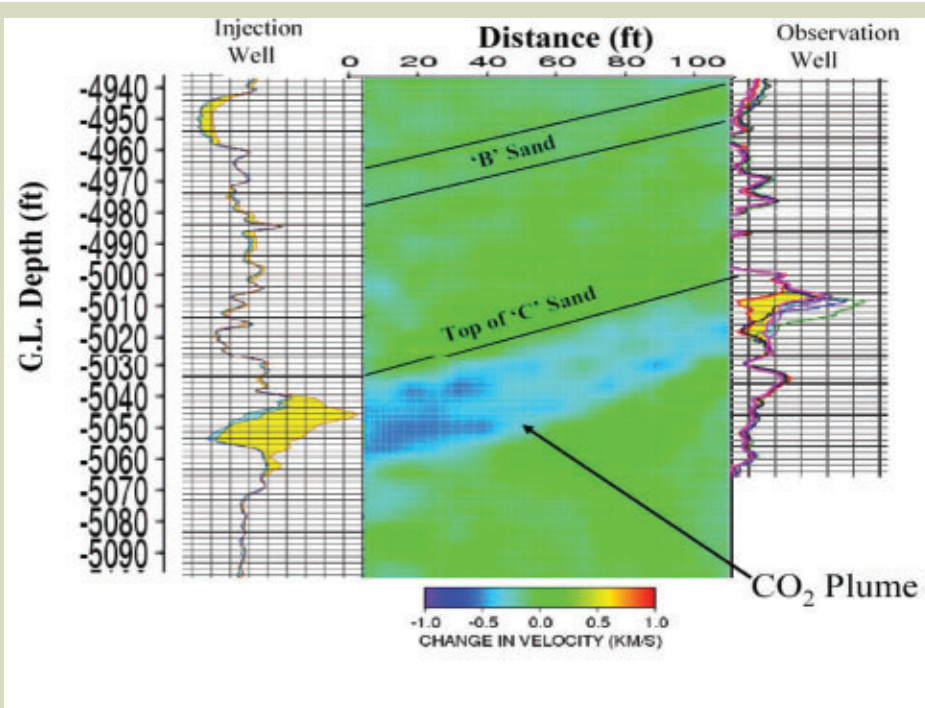 Injection
Well
Distance (ft)
Observation
Well
0 20 40 60 80 100
G.L. Depth (ft)
-4940
-4950
-4960
-4970
-4980
-4990
-5000
-5010
-5020
-5030
-5040
-5050
-5060
-5070
-5080
-5090
'B' Sand
Top of 'C' Sand
CO₂ Plume
-1.0 -0.5 0.0 0.5 1.0
CHANGE IN VELOCITY (KM/S)